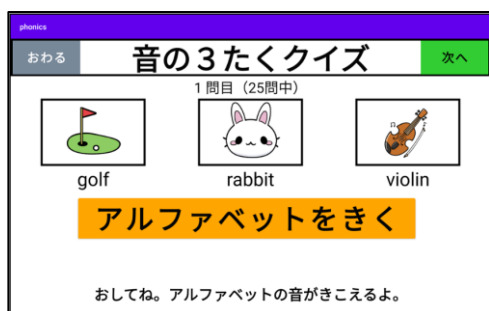 phonics
おわる 音の3たくクイズ 次へ
1問目（25問中）
golf rabbit violin
アルファベットをきく
おしてね。アルファベットの音がきこえるよ。